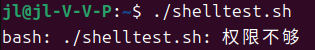 jl@jl-V-V-P:~$ ./shelltest.sh
bash: ./shelltest.sh: 权限不够